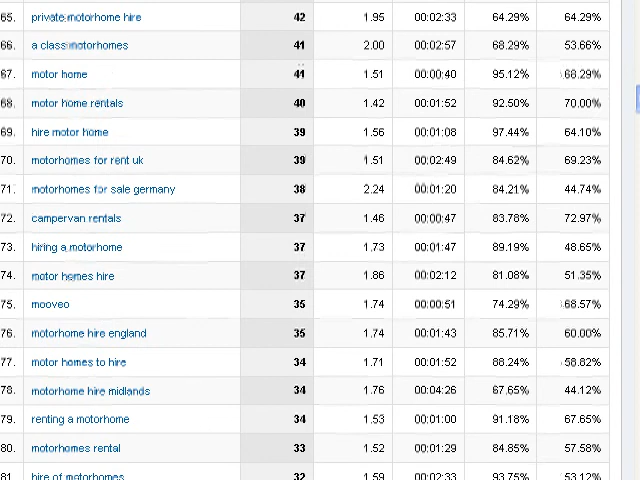 65. private motorhome hire 42 1.95 00:02:33 64.29% 64.29%
66. a class motorhomes 41 2.00 00:02:57 68.29% 53.66%
67. motor home 41 1.51 00:00:40 95.12% 68.29%
68. motor home rentals 40 1.42 00:01:52 92.50% 70.00%
69. hire motor home 39 1.56 00:01:08 97.44% 64.10%
70. motorhomes for rent uk 39 1.51 00:02:49 84.62% 69.23%
71. motorhomes for sale germany 38 2.24 00:01:20 84.21% 44.74%
72. campervan rentals 37 1.46 00:00:47 83.78% 72.97%
73. hiring a motorhome 37 1.73 00:01:47 89.19% 48.65%
74. motor homes hire 37 1.86 00:02:12 81.08% 51.35%
75. mooveo 35 1.74 00:00:51 74.29% 68.57%
76. motorhome hire england 35 1.74 00:01:43 85.71% 60.00%
77. motor homes to hire 34 1.71 00:01:52 88.24% 58.82%
78. motorhome hire midlands 34 1.76 00:04:26 67.65% 44.12%
79. renting a motorhome 34 1.53 00:01:00 91.18% 67.65%
80. motorhomes rental 33 1.52 00:01:29 84.85% 57.58%
81. hire of motorhomes 32 1.59 00:02:33 93.75% 53.12%